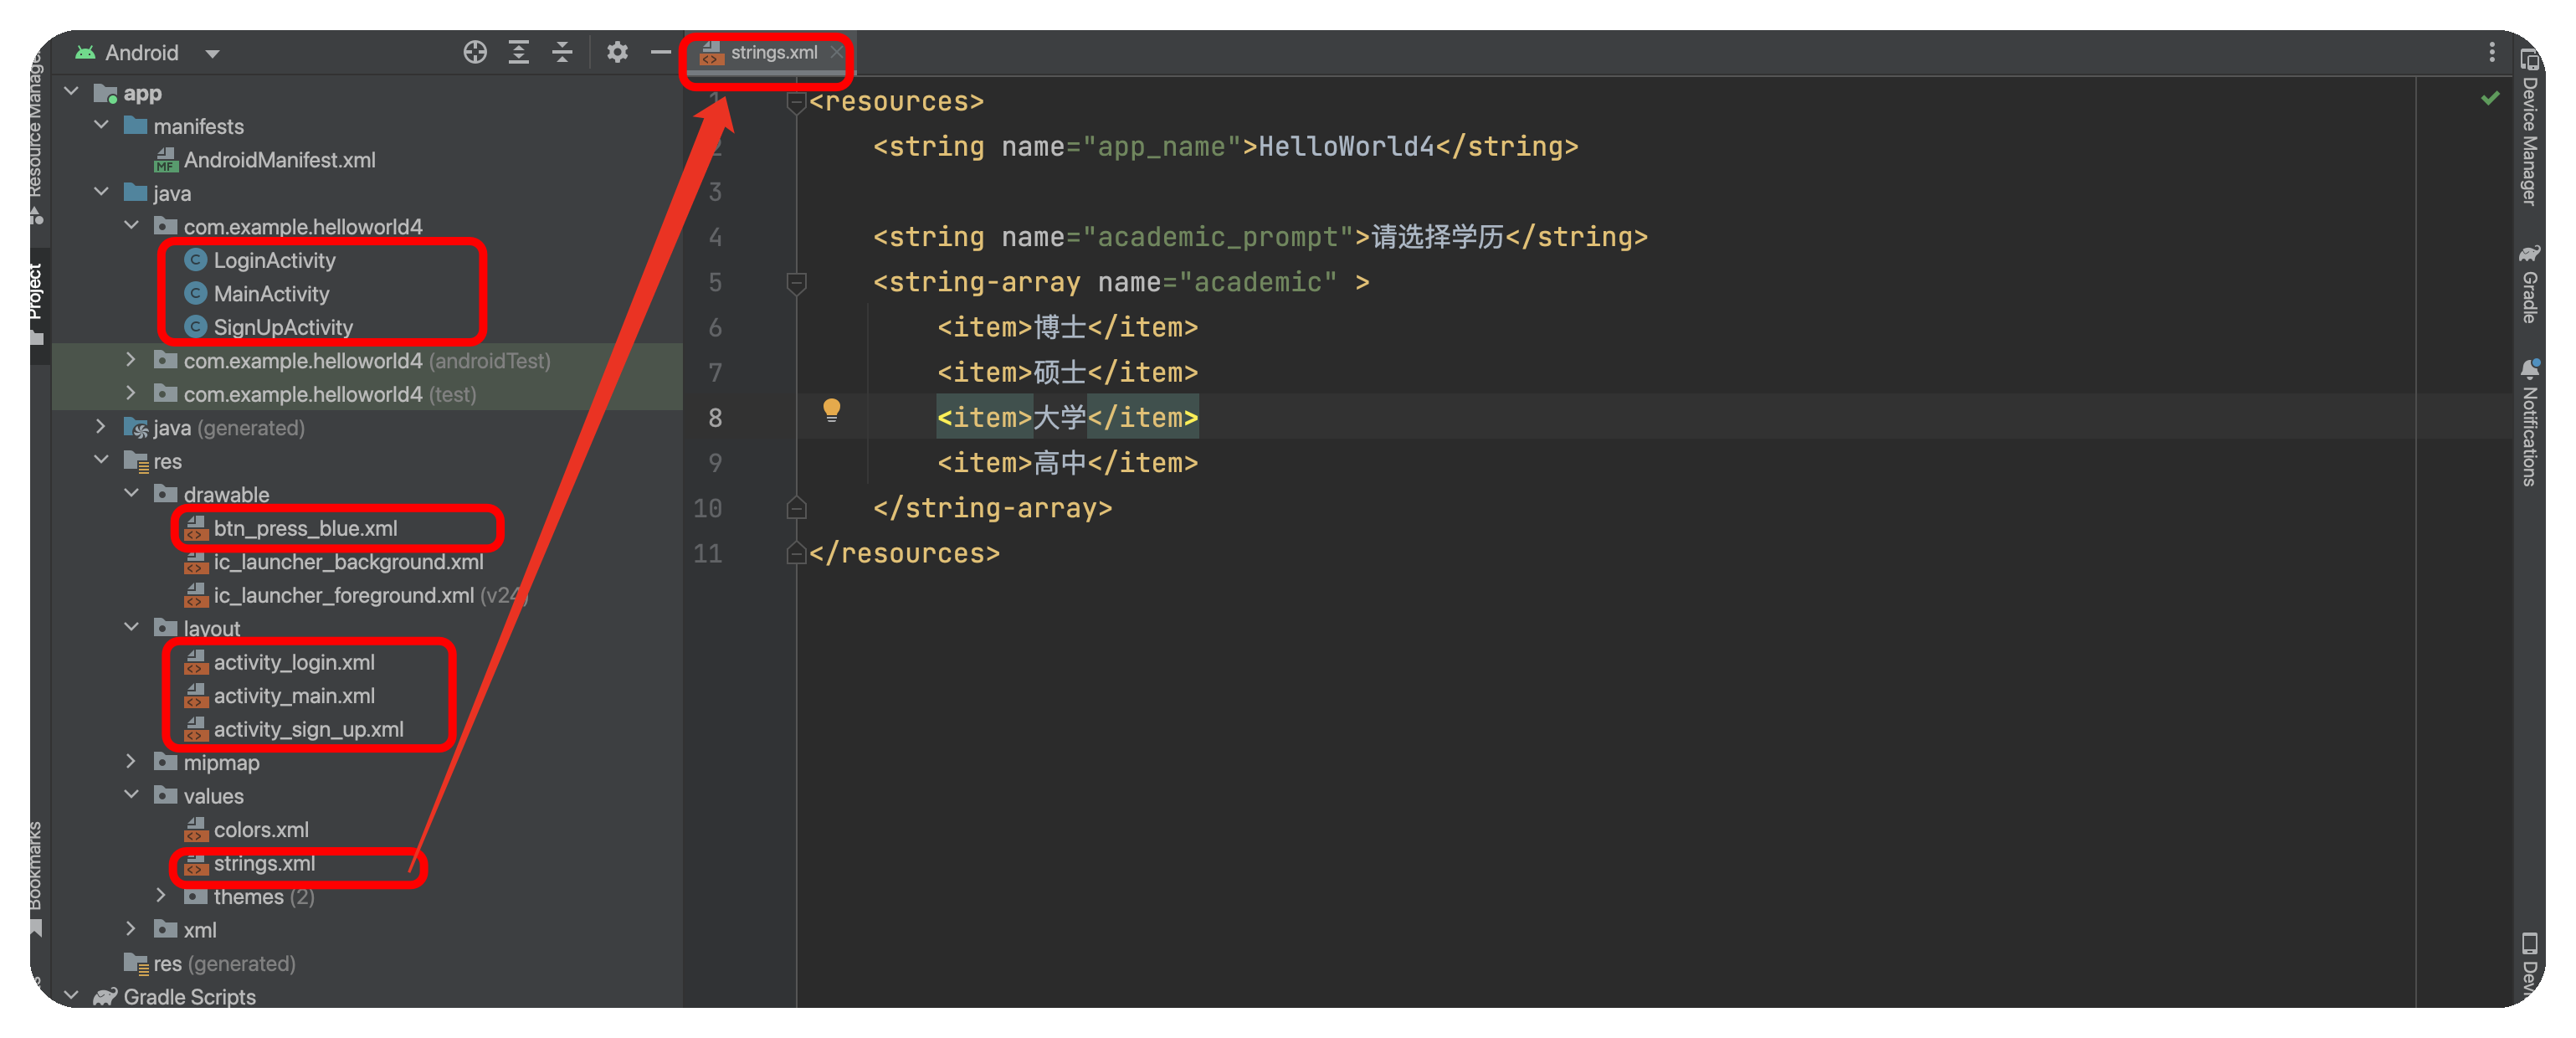 Android
strings.xml
Resource Manager
Project
Bookmarks
app
manifests
AndroidManifest.xml
java
com.example.helloworld4
LoginActivity
MainActivity
SignUpActivity
com.example.helloworld4 (androidTest)
com.example.helloworld4 (test)
java (generated)
res
drawable
btn_press_blue.xml
ic_launcher_background.xml
ic_launcher_foreground.xml (v24)
layout
activity_login.xml
activity_main.xml
activity_sign_up.xml
mipmap
values
colors.xml
strings.xml
themes (2)
xml
res (generated)
Gradle Scripts
1 <resources>
2 <string name="app_name">HelloWorld4</string>
3
4 <string name="academic_prompt">请选择学历</string>
5 <string-array name="academic" >
6 <item>博士</item>
7 <item>硕士</item>
8 <item>大学</item>
9 <item>高中</item>
10 </string-array>
11 </resources>
Device Manager
Gradle
Notifications